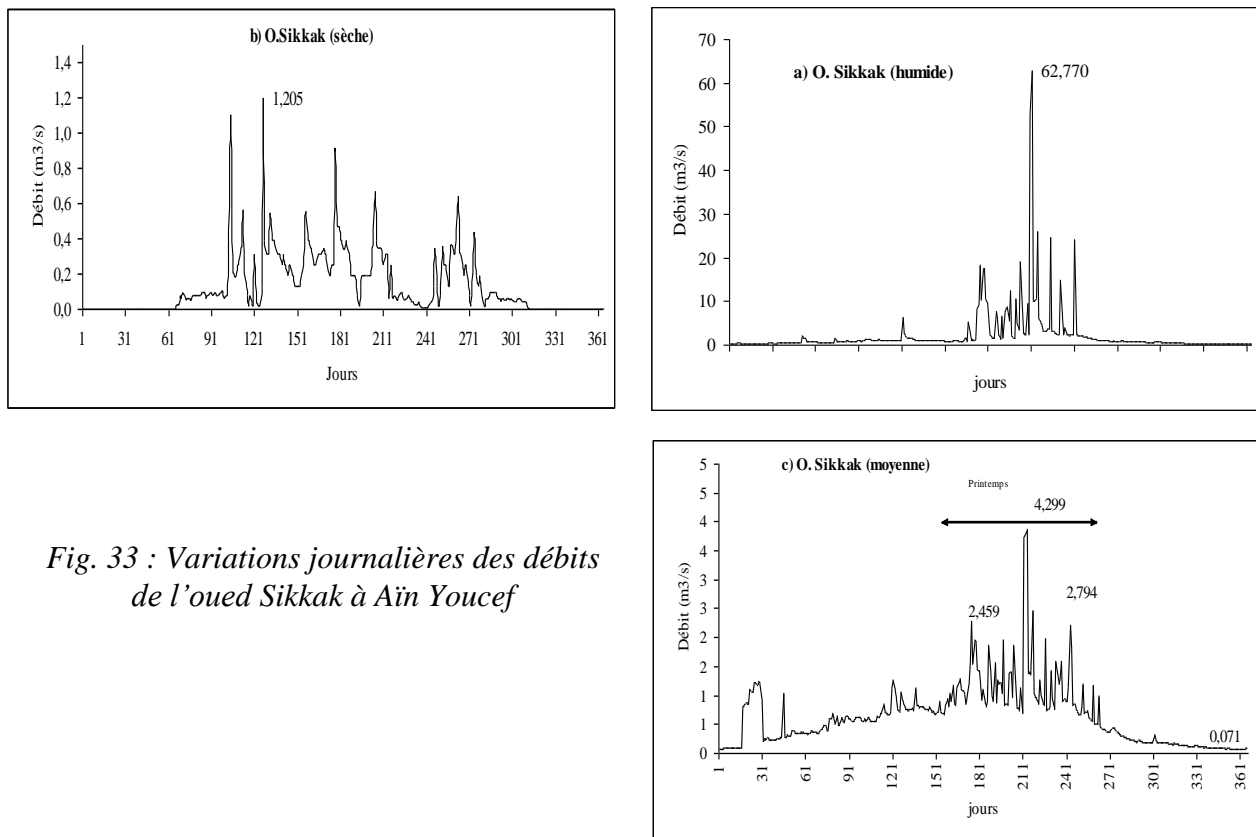 b) O.Sikkak (sèche)
1,4
1,2
1,0
0,8
0,6
0,4
0,2
0,0
Débit (m3/s)
1,205
1 31 61 91 121 151 181 211 241 271 301 331 361
Jours
a) O. Sikkak (humide)
70
60
50
40
30
20
10
0
Débit (m3/s)
62,770
jours
c) O. Sikkak (moyenne)
Printemps
5
5
4
4
3
3
2
2
1
1
0
Débit (m3/s)
4,299
2,459
2,794
0,071
1 31 61 91 121 151 181 211 241 271 301 331 361
jours
Fig. 33 : Variations journalières des débits
de l’oued Sikkak à Aïn Youcef